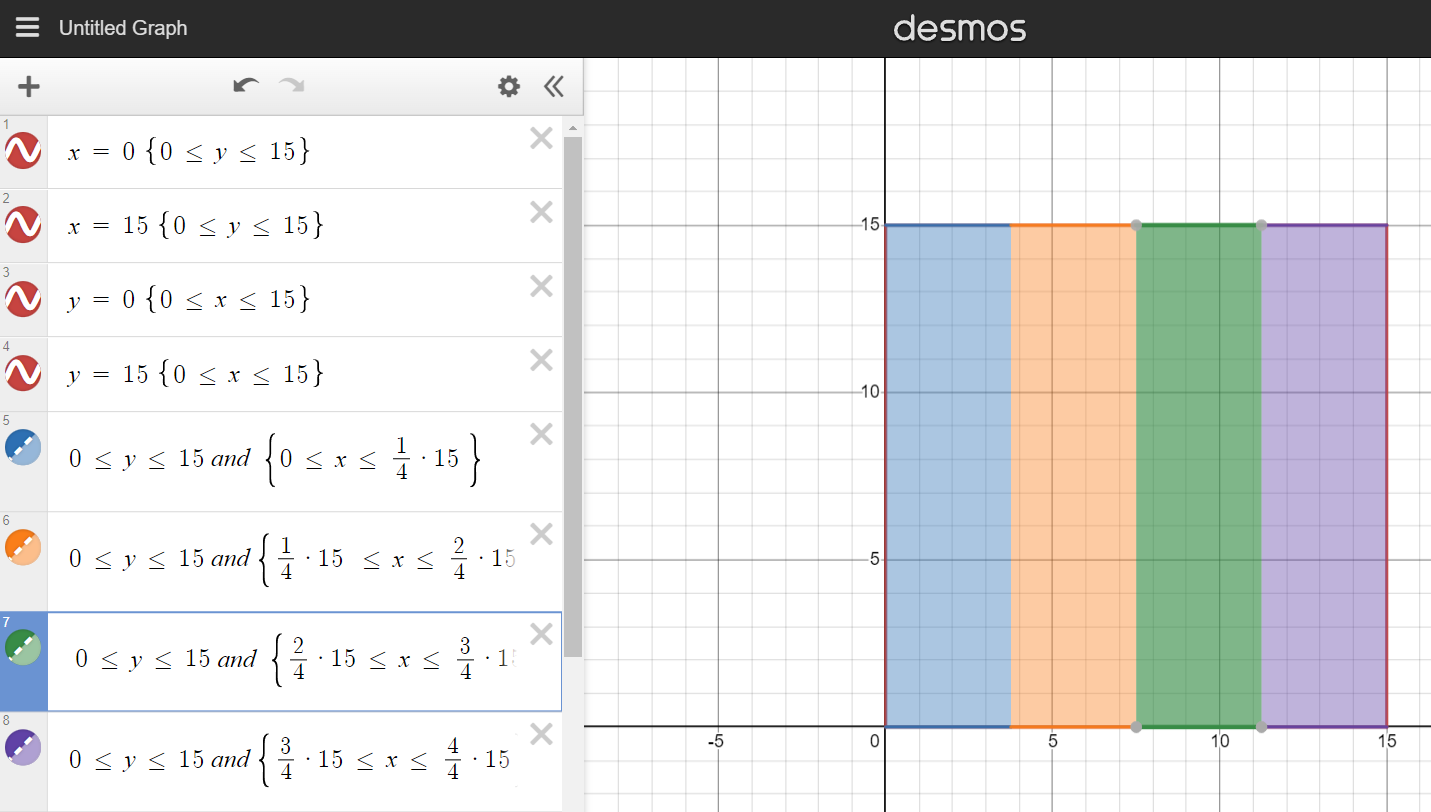 Untitled Graph
desmos
1
x = 0 {0 ≤ y ≤ 15}
2
x = 15 {0 ≤ y ≤ 15}
3
y = 0 {0 ≤ x ≤ 15}
4
y = 15 {0 ≤ x ≤ 15}
5
0 ≤ y ≤ 15 and {0 ≤ x ≤ 1/4 · 15}
6
0 ≤ y ≤ 15 and {1/4 · 15 ≤ x ≤ 2/4 · 15
7
0 ≤ y ≤ 15 and {2/4 · 15 ≤ x ≤ 3/4 · 1
8
0 ≤ y ≤ 15 and {3/4 · 15 ≤ x ≤ 4/4 · 15
15
10
5
-5 0 5 10 15